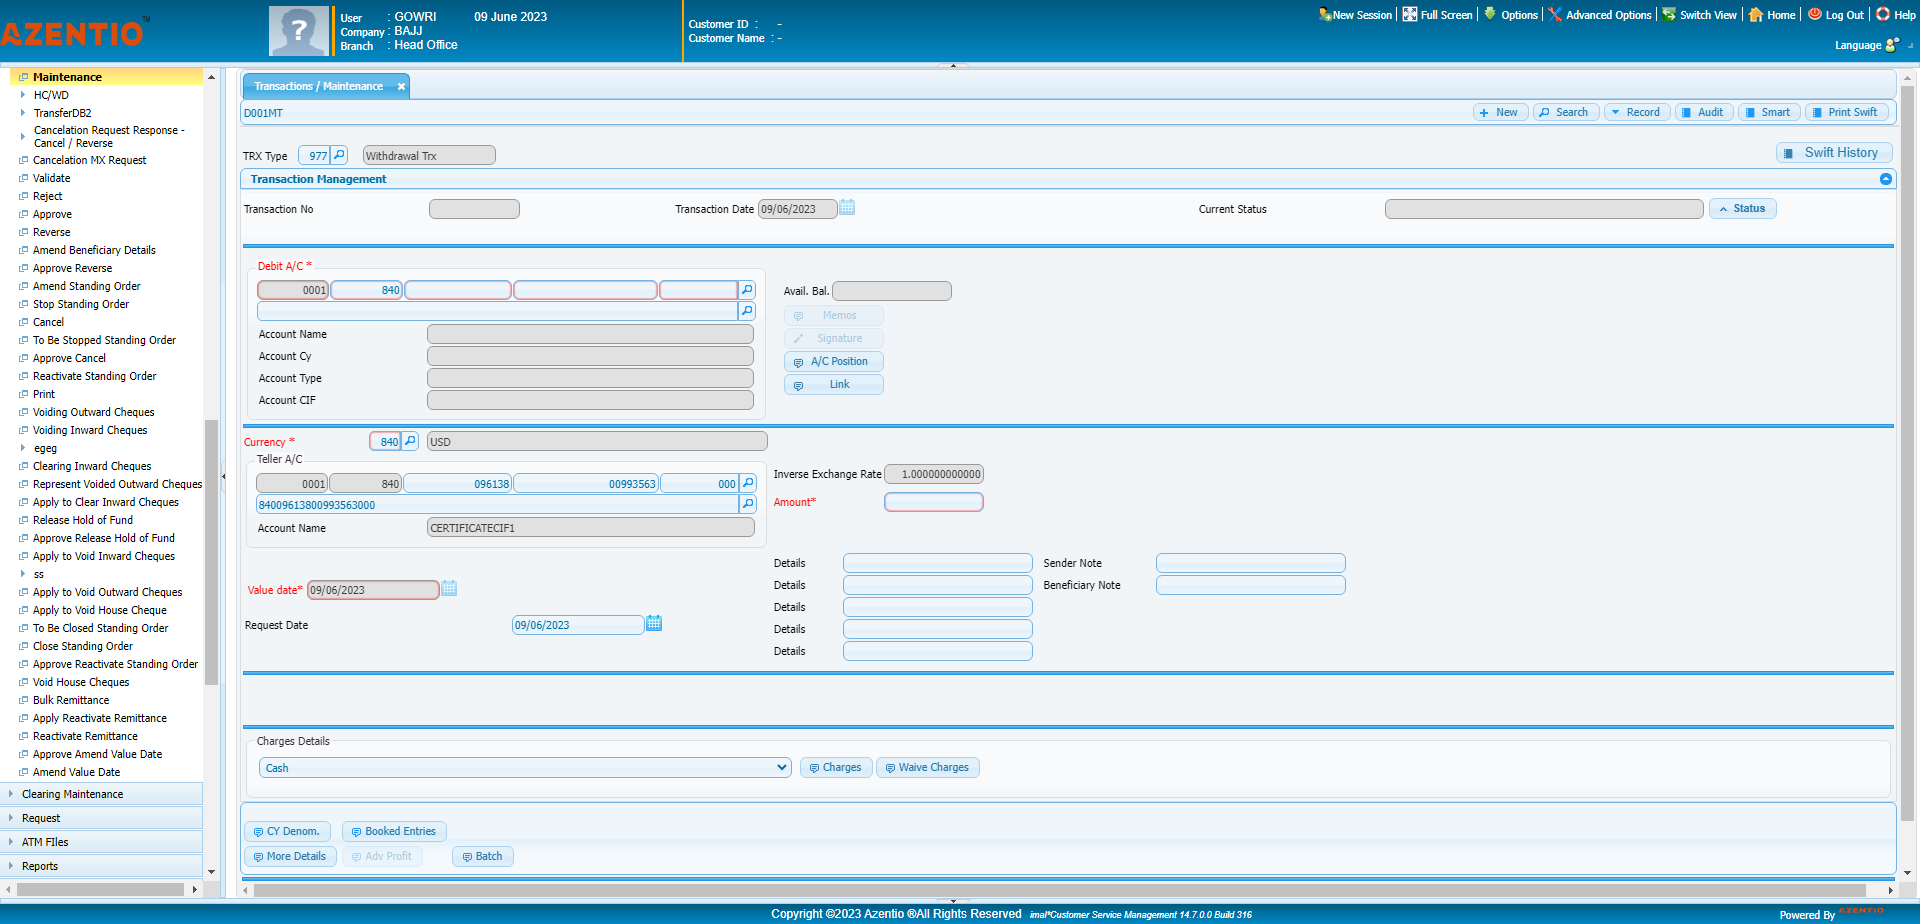 AZENTIO™
User : GOWRI 09 June 2023
Company : BAJJ
Branch : Head Office
Customer ID : -
Customer Name : -
New Session Full Screen Options Advanced Options Switch View Home Log Out Help
Language
Maintenance
HC/WD
TransferDB2
Cancelation Request Response -
Cancel / Reverse
Cancelation MX Request
Validate
Reject
Approve
Reverse
Amend Beneficiary Details
Approve Reverse
Amend Standing Order
Stop Standing Order
Cancel
To Be Stopped Standing Order
Approve Cancel
Reactivate Standing Order
Print
Voiding Outward Cheques
Voiding Inward Cheques
egeg
Clearing Inward Cheques
Represent Voided Outward Cheques
Apply to Clear Inward Cheques
Release Hold of Fund
Approve Release Hold of Fund
Apply to Void Inward Cheques
ss
Apply to Void Outward Cheques
Apply to Void House Cheque
To Be Closed Standing Order
Close Standing Order
Approve Reactivate Standing Order
Void House Cheques
Bulk Remittance
Apply Reactivate Remittance
Reactivate Remittance
Approve Amend Value Date
Amend Value Date
Clearing Maintenance
Request
ATM FIles
Reports
Transactions / Maintenance
D001MT
New Search Record Audit Smart Print Swift
TRX Type 977 Withdrawal Trx
Swift History
Transaction Management
Transaction No Transaction Date 09/06/2023 Current Status Status
Debit A/C *
0001 840
Avail. Bal.
Memos
Account Name
Signature
Account Cy
A/C Position
Account Type
Link
Account CIF
Currency * 840 USD
Teller A/C
0001 840 096138 00993563 000
Inverse Exchange Rate 1.000000000000
84009613800993563000
Amount*
Account Name CERTIFICATECIF1
Details Sender Note
Details Beneficiary Note
Value date* 09/06/2023
Details
Request Date 09/06/2023
Details
Details
Charges Details
Cash Charges Waive Charges
CY Denom. Booked Entries
More Details Adv Profit Batch
Copyright ©2023 Azentio ®All Rights Reserved imal*Customer Service Management 14.7.0.0 Build 316
Powered By AZENTIO